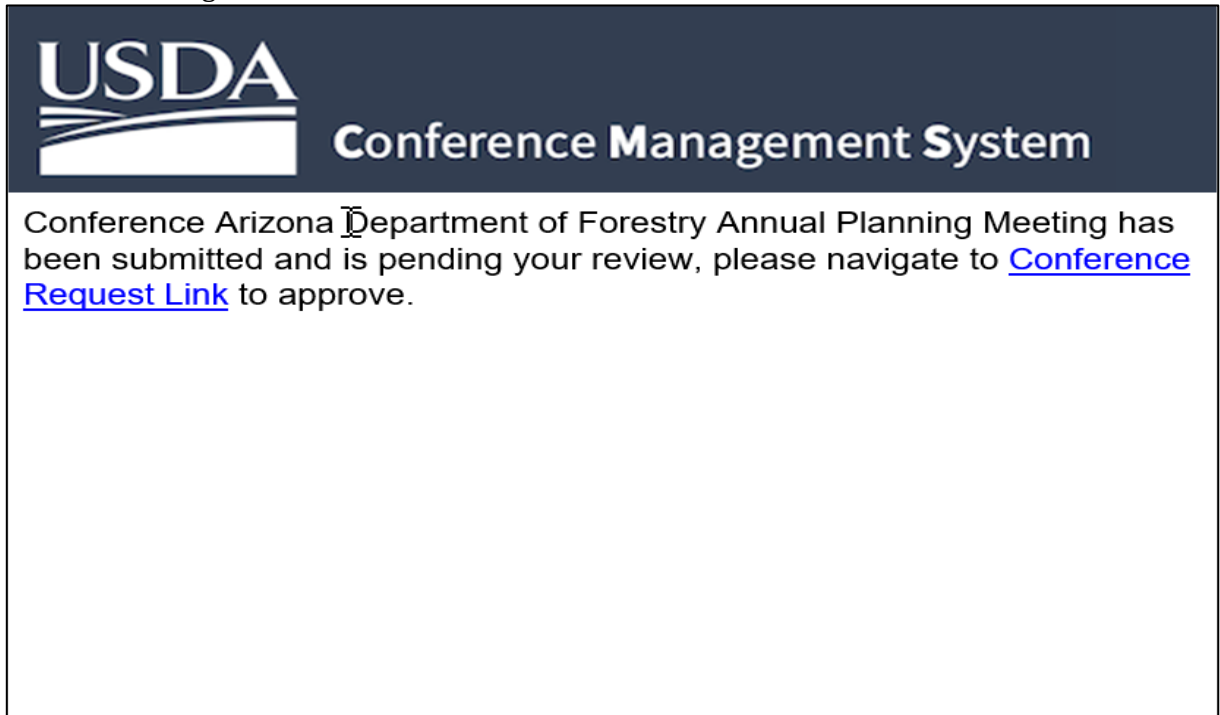 USDA
Conference Management System
Conference Arizona Department of Forestry Annual Planning Meeting has
been submitted and is pending your review, please navigate to Conference
Request Link to approve.